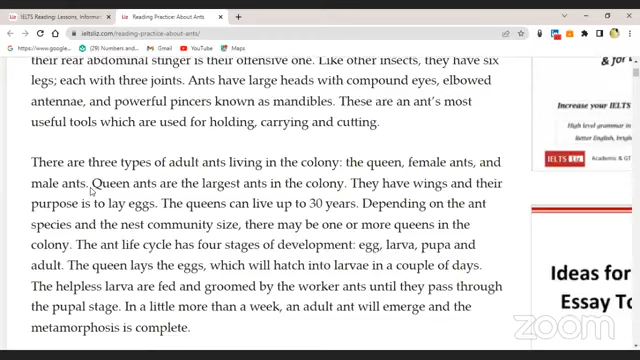 IELTS Reading: Lessons, Informat
Reading Practice: About Ants
ieltsliz.com/reading-practice-about-ants/
https://www.google
(29) Numbers and
Gmail
YouTube
Maps
their rear abdominal stinger is their offensive one. Like other insects, they have six
legs; each with three joints. Ants have large heads with compound eyes, elbowed
antennae, and powerful pincers known as mandibles. These are an ant's most
useful tools which are used for holding, carrying and cutting.
There are three types of adult ants living in the colony: the queen, female ants, and
male ants. Queen ants are the largest ants in the colony. They have wings and their
purpose is to lay eggs. The queens can live up to 30 years. Depending on the ant
species and the nest community size, there may be one or more queens in the
colony. The ant life cycle has four stages of development: egg, larva, pupa and
adult. The queen lays the eggs, which will hatch into larvae in a couple of days.
The helpless larva are fed and groomed by the worker ants until they pass through
the pupal stage. In a little more than a week, an adult ant will emerge and the
metamorphosis is complete.
& for I
Increase your IELTS
High level grammar in
Better English, bright
IELTS Liz
Academic & GT
Ideas for
Essay To
zoom